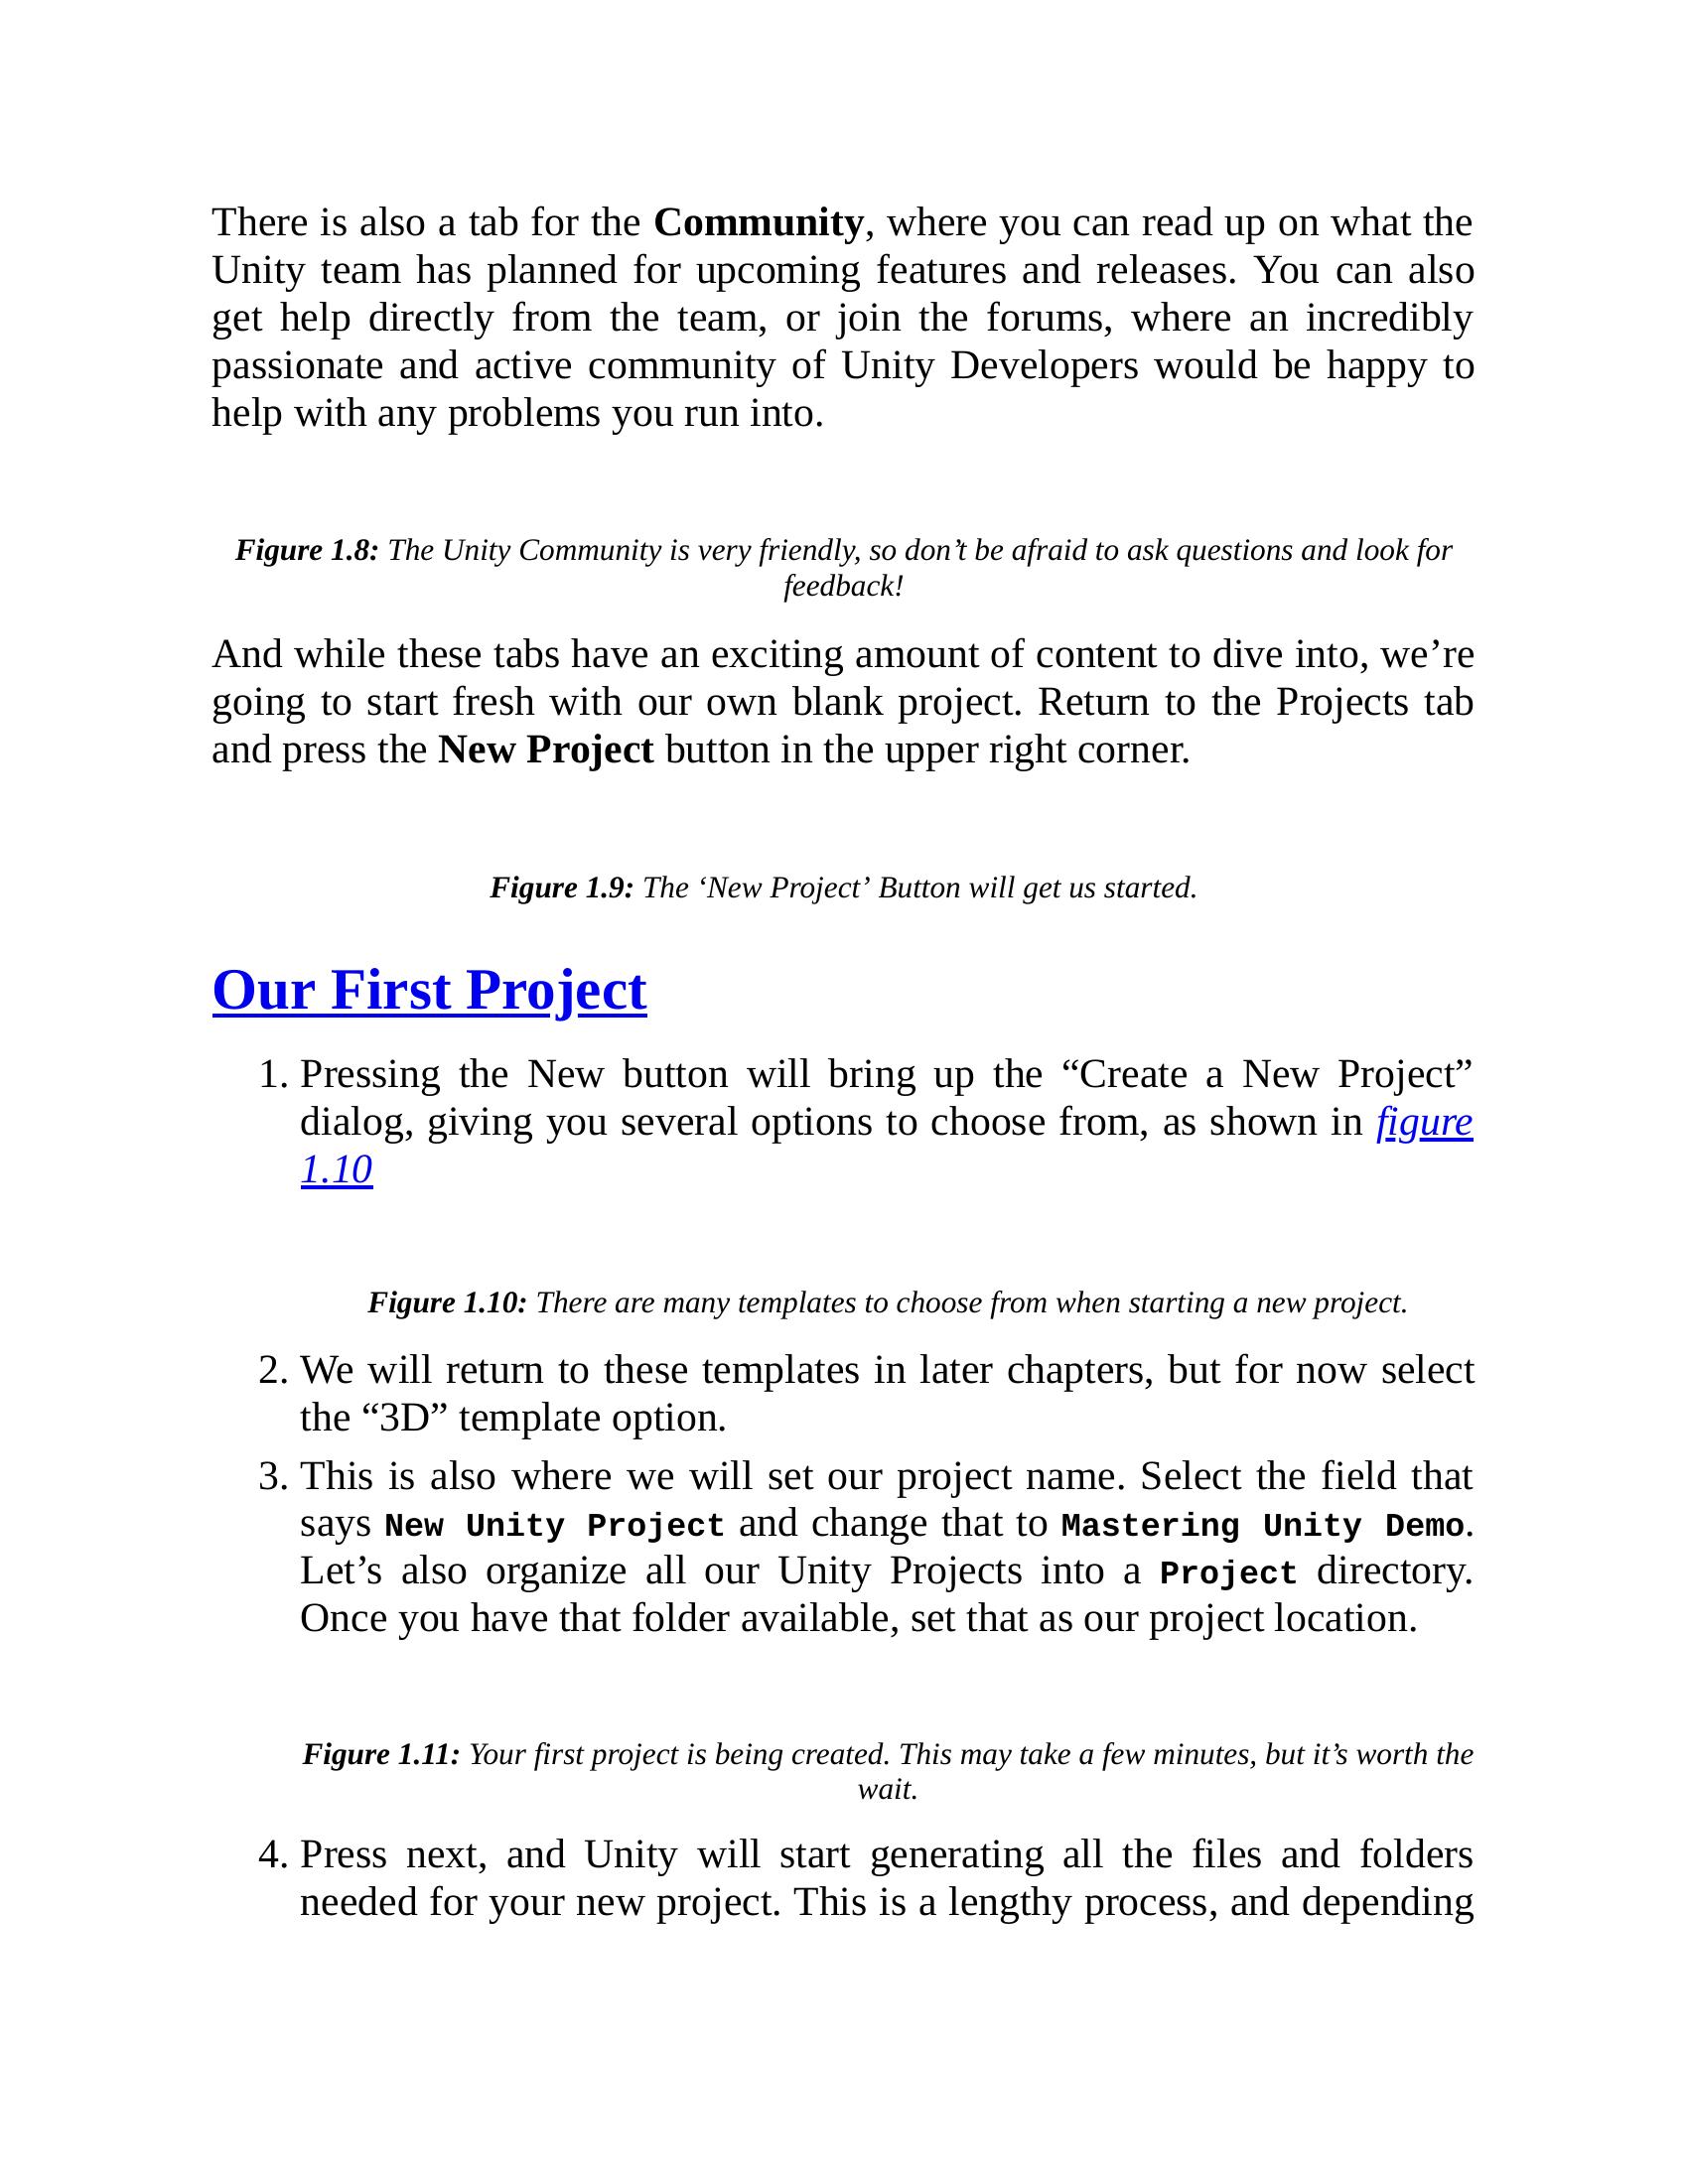 There is also a tab for the Community, where you can read up on what the
Unity team has planned for upcoming features and releases. You can also
get help directly from the team, or join the forums, where an incredibly
passionate and active community of Unity Developers would be happy to
help with any problems you run into.
Figure 1.8: The Unity Community is very friendly, so don’t be afraid to ask questions and look for
feedback!
And while these tabs have an exciting amount of content to dive into, we’re
going to start fresh with our own blank project. Return to the Projects tab
and press the New Project button in the upper right corner.
Figure 1.9: The ‘New Project’ Button will get us started.
Our First Project
1. Pressing the New button will bring up the “Create a New Project”
dialog, giving you several options to choose from, as shown in figure
1.10
Figure 1.10: There are many templates to choose from when starting a new project.
2. We will return to these templates in later chapters, but for now select
the “3D” template option.
3. This is also where we will set our project name. Select the field that
says New Unity Project and change that to Mastering Unity Demo.
Let’s also organize all our Unity Projects into a Project directory.
Once you have that folder available, set that as our project location.
Figure 1.11: Your first project is being created. This may take a few minutes, but it’s worth the
wait.
4. Press next, and Unity will start generating all the files and folders
needed for your new project. This is a lengthy process, and depending